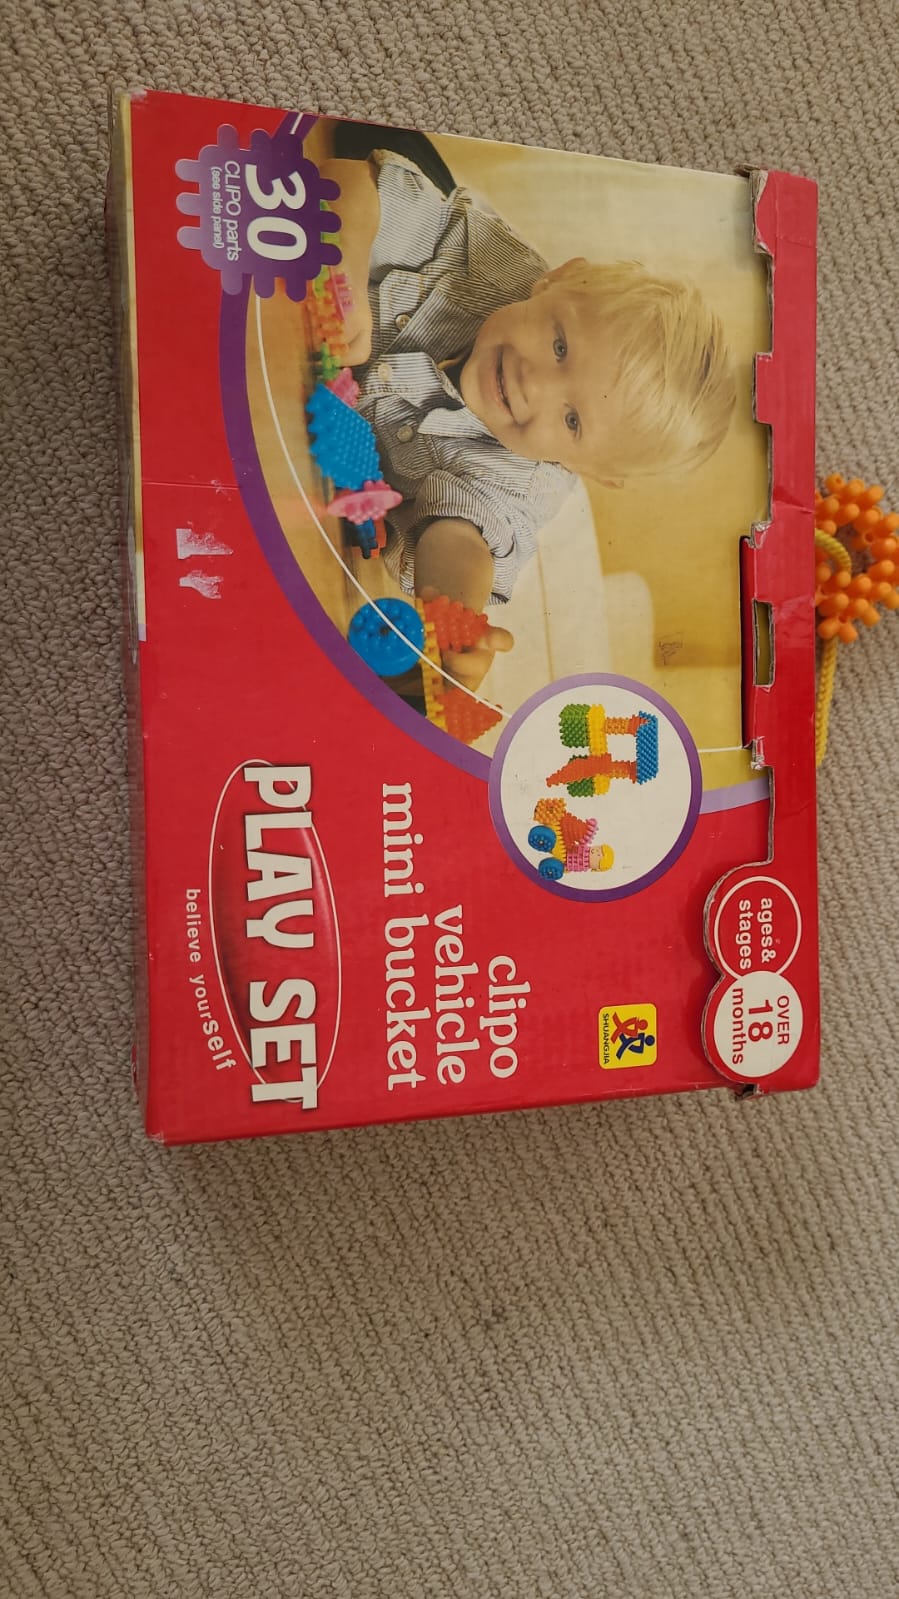 30
CLIPO parts
(see side panel)
ages&
stages
OVER
18
months
SHUANGJIA
clipo
vehicle
mini bucket
PLAY SET
believe yourSelf